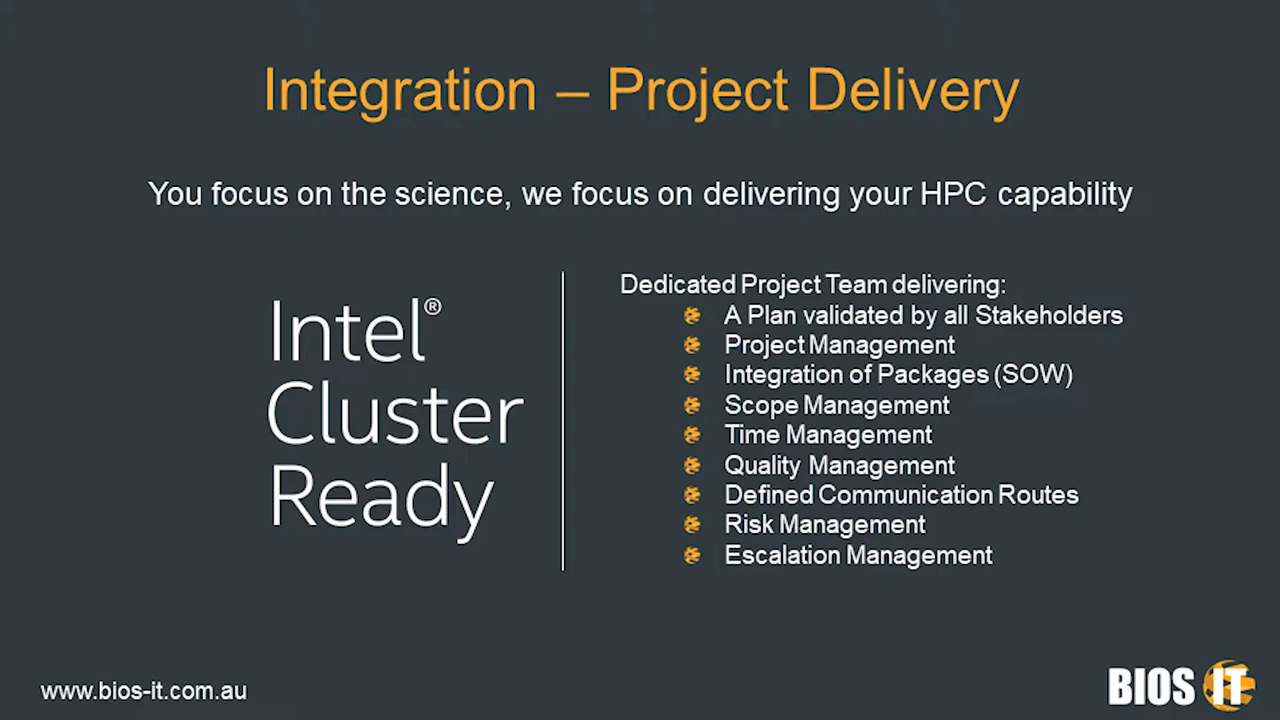 Integration – Project Delivery
You focus on the science, we focus on delivering your HPC capability
Intel®
Cluster
Ready
Dedicated Project Team delivering:
A Plan validated by all Stakeholders
Project Management
Integration of Packages (SOW)
Scope Management
Time Management
Quality Management
Defined Communication Routes
Risk Management
Escalation Management
www.bios-it.com.au
BIOS IT